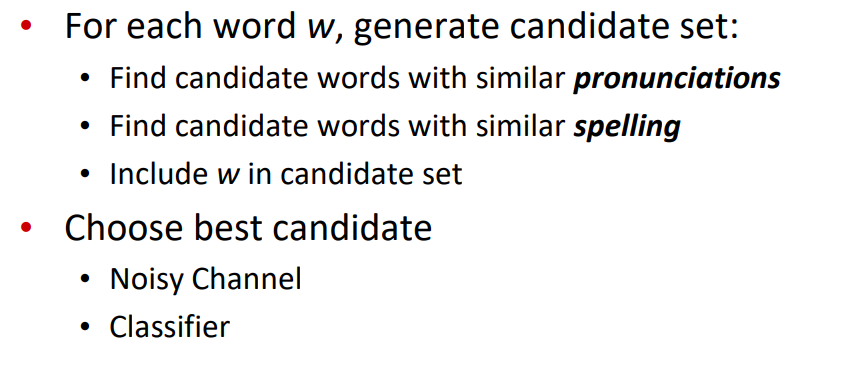 • For each word w, generate candidate set:
• Find candidate words with similar pronunciations
• Find candidate words with similar spelling
• Include w in candidate set
• Choose best candidate
• Noisy Channel
• Classifier